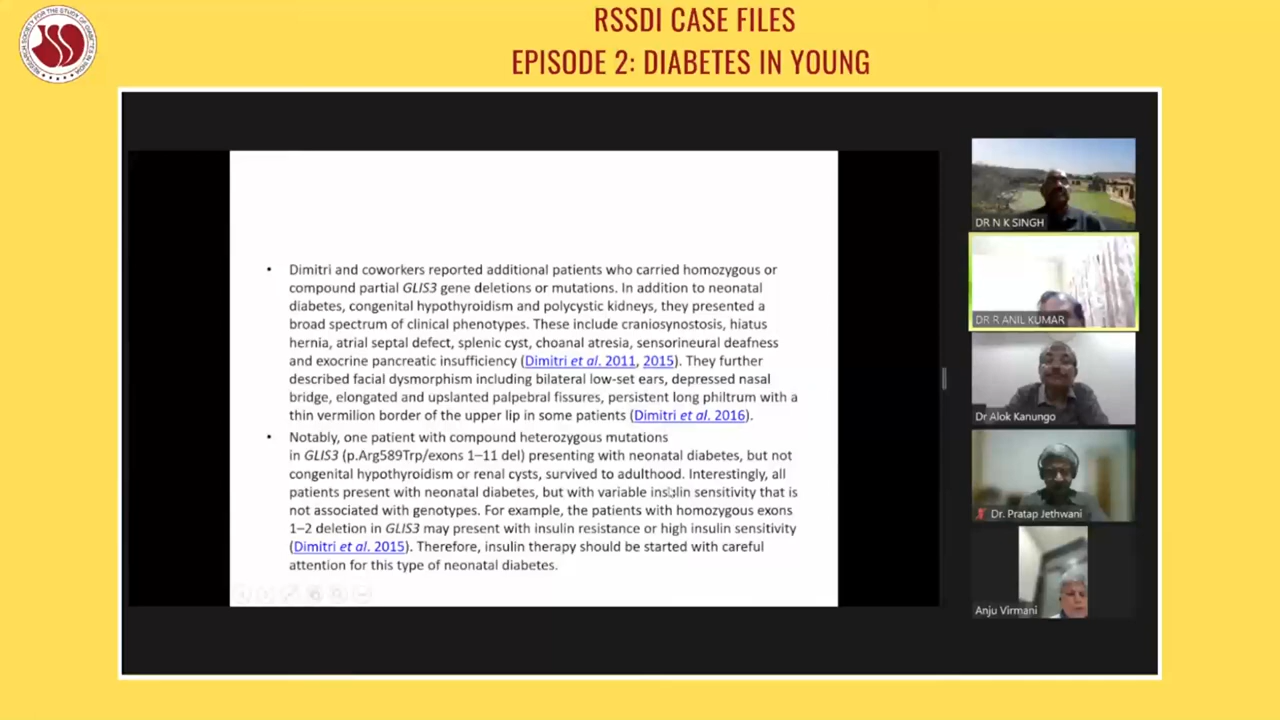 RSSDI CASE FILES
EPISODE 2: DIABETES IN YOUNG
RESEARCH SOCIETY FOR THE STUDY OF DIABETES IN INDIA
• Dimitri and coworkers reported additional patients who carried homozygous or
compound partial GLIS3 gene deletions or mutations. In addition to neonatal
diabetes, congenital hypothyroidism and polycystic kidneys, they presented a
broad spectrum of clinical phenotypes. These include craniosynostosis, hiatus
hernia, atrial septal defect, splenic cyst, choanal atresia, sensorineural deafness
and exocrine pancreatic insufficiency (Dimitri et al. 2011, 2015). They further
described facial dysmorphism including bilateral low-set ears, depressed nasal
bridge, elongated and upslanted palpebral fissures, persistent long philtrum with a
thin vermilion border of the upper lip in some patients (Dimitri et al. 2016).
• Notably, one patient with compound heterozygous mutations
in GLIS3 (p.Arg589Trp/exons 1–11 del) presenting with neonatal diabetes, but not
congenital hypothyroidism or renal cysts, survived to adulthood. Interestingly, all
patients present with neonatal diabetes, but with variable insulin sensitivity that is
not associated with genotypes. For example, the patients with homozygous exons
1–2 deletion in GLIS3 may present with insulin resistance or high insulin sensitivity
(Dimitri et al. 2015). Therefore, insulin therapy should be started with careful
attention for this type of neonatal diabetes.
DR N K SINGH
DR R ANIL KUMAR
Dr Alok Kanungo
Dr. Pratap Jethwani
Anju Virmani